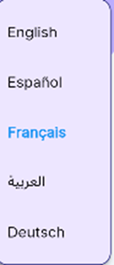 English
Español
Français
العربية
Deutsch